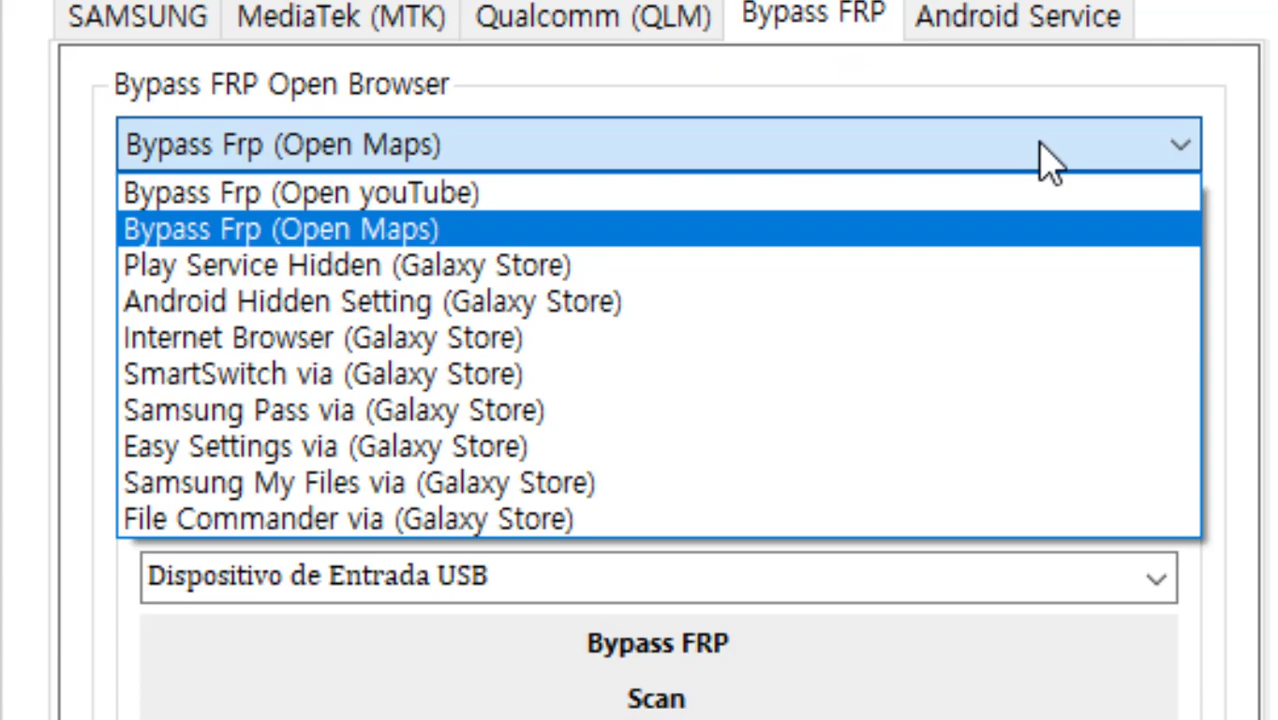 SAMSUNG
MediaTek (MTK)
Qualcomm (QLM)
Bypass FRP
Android Service
Bypass FRP Open Browser
Bypass Frp (Open Maps)
Bypass Frp (Open youTube)
Bypass Frp (Open Maps)
Play Service Hidden (Galaxy Store)
Android Hidden Setting (Galaxy Store)
Internet Browser (Galaxy Store)
SmartSwitch via (Galaxy Store)
Samsung Pass via (Galaxy Store)
Easy Settings via (Galaxy Store)
Samsung My Files via (Galaxy Store)
File Commander via (Galaxy Store)
Dispositivo de Entrada USB
Bypass FRP
Scan